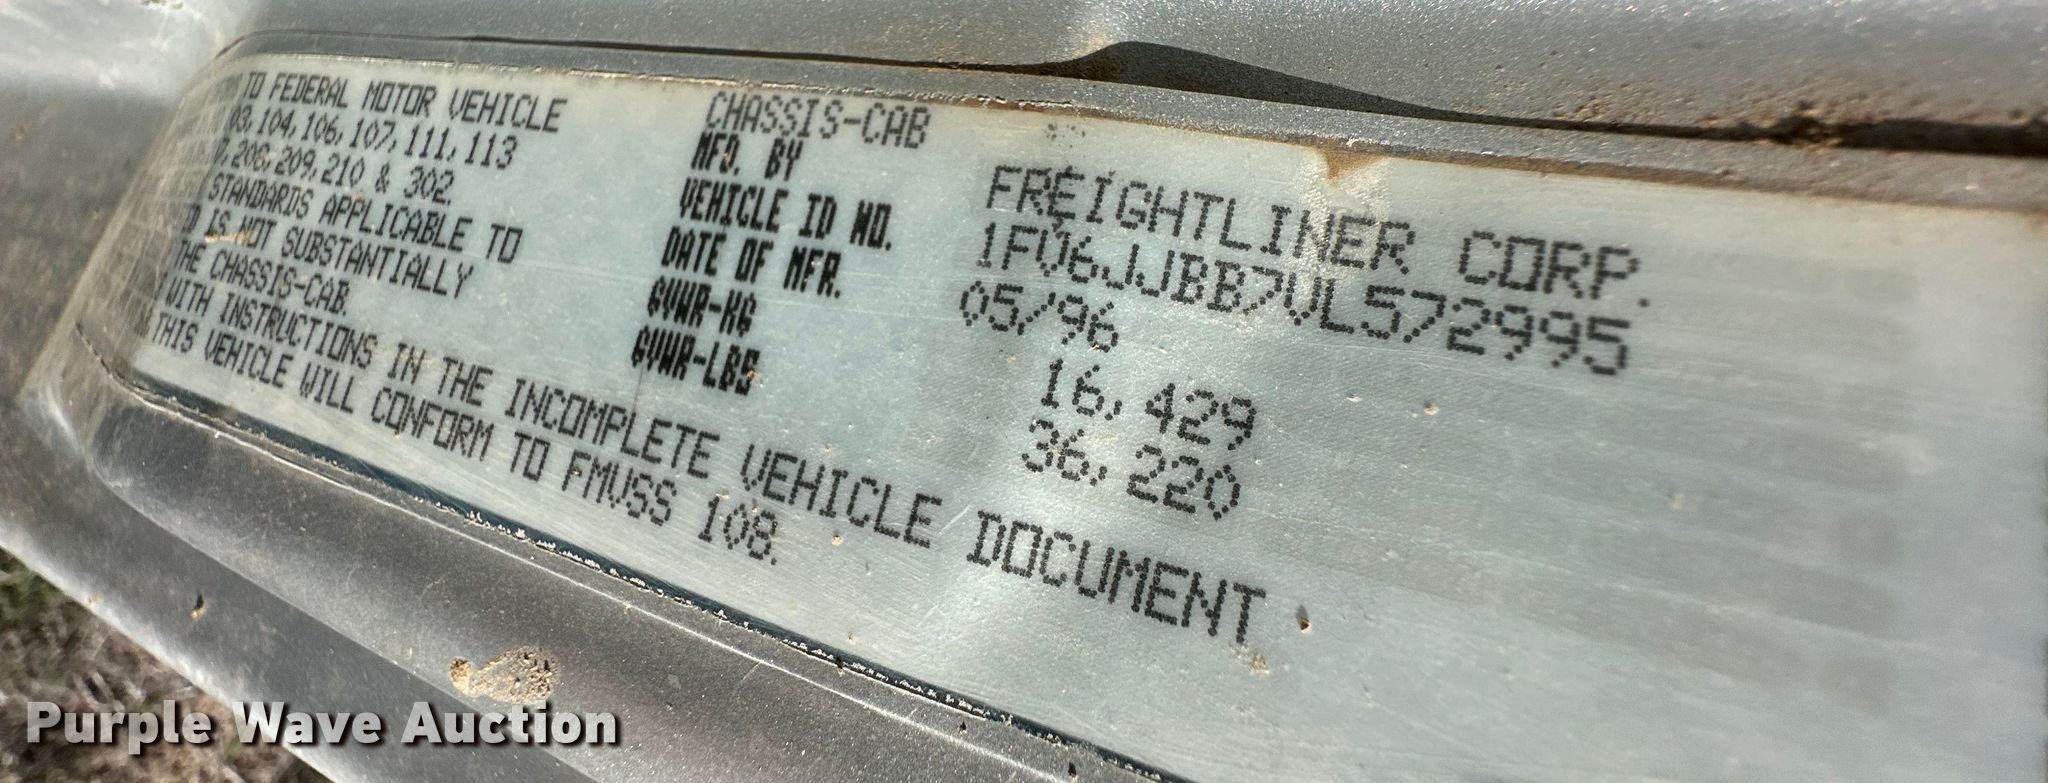 TO FEDERAL MOTOR VEHICLE
03,104,106,107,111,113
208,209,210 & 302.
STANDARDS APPLICABLE TO
IS NOT SUBSTANTIALLY
THE CHASSIS-CAB.
WITH INSTRUCTIONS IN THE INCOMPLETE VEHICLE DOCUMENT
THIS VEHICLE WILL CONFORM TO FMVSS 108.
CHASSIS-CAB
MFD. BY FREIGHTLINER CORP.
VEHICLE ID NO. 1FV6JJBB7VL572995
DATE OF MFR. 05/96
GVWR-KG 16,429
GVWR-LBS 36,220
Purple Wave Auction